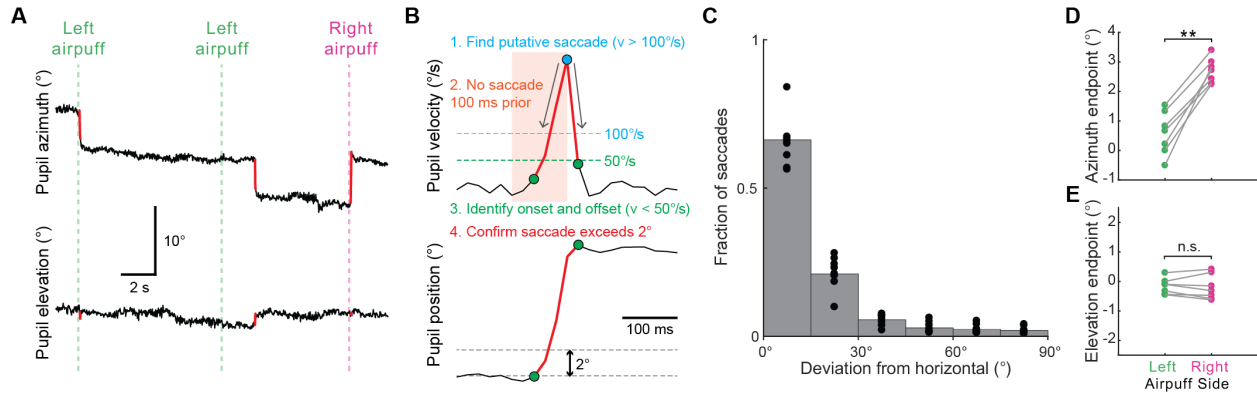 A
Left
airpuff
Left
airpuff
Right
airpuff
Pupil azimuth (°)
10°
2 s
Pupil elevation (°)
B
1. Find putative saccade (v > 100°/s)
2. No saccade
100 ms prior
100°/s
50°/s
Pupil velocity (°/s)
3. Identify onset and offset (v < 50°/s)
4. Confirm saccade exceeds 2°
Pupil position (°)
2°
100 ms
C
Fraction of saccades
1
0.5
0
0°
30°
60°
90°
Deviation from horizontal (°)
D
Azimuth endpoint (°)
4
3
2
1
0
-1
**
E
Elevation endpoint (°)
2
1
0
-1
-2
n.s.
Left
Right
Airpuff Side